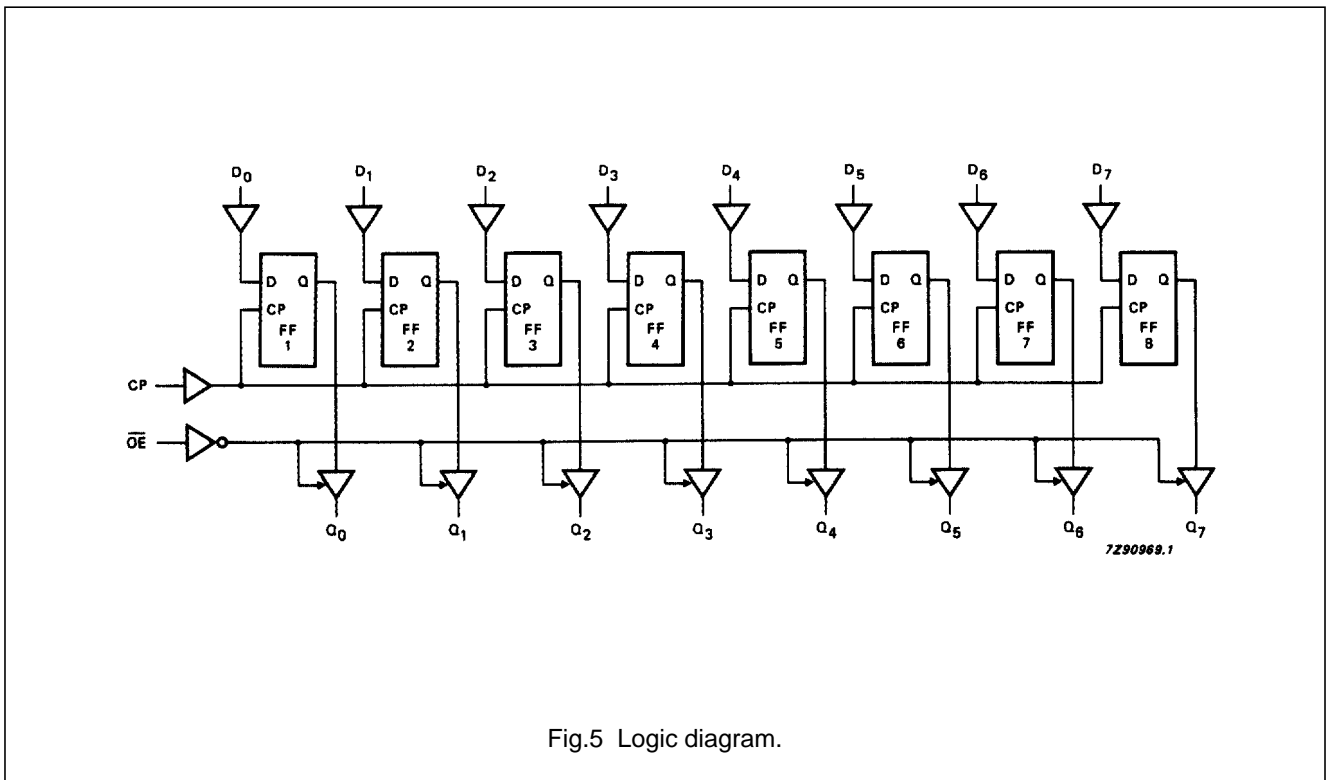 D0 D1 D2 D3 D4 D5 D6 D7
D Q D Q D Q D Q D Q D Q D Q D Q
CP CP CP CP CP CP CP CP
FF FF FF FF FF FF FF FF
1 2 3 4 5 6 7 8
CP
O̅E̅
Q0 Q1 Q2 Q3 Q4 Q5 Q6 Q7
7Z90969.1
Fig.5 Logic diagram.